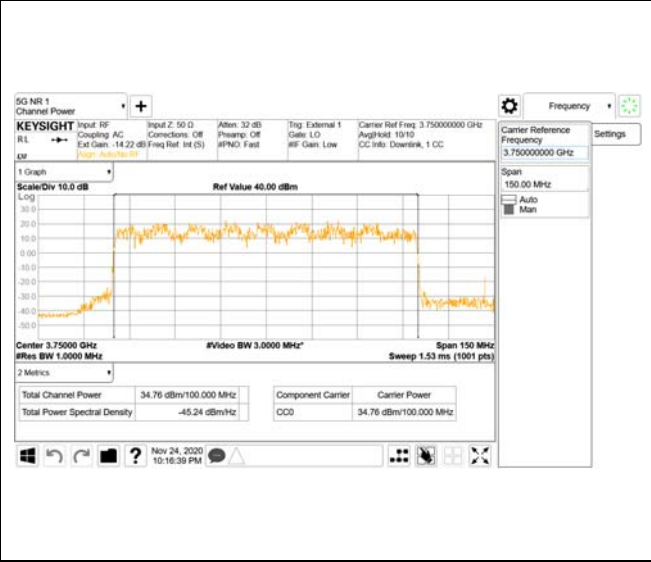 5G NR 1
Channel Power
Frequency
KEYSIGHT
Input: RF
Input Z: 50 Ω
Atten: 32 dB
Trig: External 1
Carrier Ref Freq: 3.750000000 GHz
R L
Coupling: AC
Corrections: Off
Preamp: Off
Gate: LO
Avg|Hold: 10/10
Ext Gain: -14.22 dB
Freq Ref: Int (S)
#PNO: Fast
#IF Gain: Low
CC Info: Downlink, 1 CC
Align: Auto/No RF
Carrier Reference
Frequency
3.750000000 GHz
Settings
Span
150.00 MHz
Auto
Man
1 Graph
Scale/Div 10.0 dB
Ref Value 40.00 dBm
Log
30.0
20.0
10.0
0.00
-10.0
-20.0
-30.0
-40.0
-50.0
Center 3.75000 GHz
#Video BW 3.0000 MHz*
Span 150 MHz
#Res BW 1.0000 MHz
Sweep 1.53 ms (1001 pts)
2 Metrics
Total Channel Power
34.76 dBm/100.000 MHz
Total Power Spectral Density
-45.24 dBm/Hz
Component Carrier
Carrier Power
CC0
34.76 dBm/100.000 MHz
?
Nov 24, 2020
10:16:39 PM